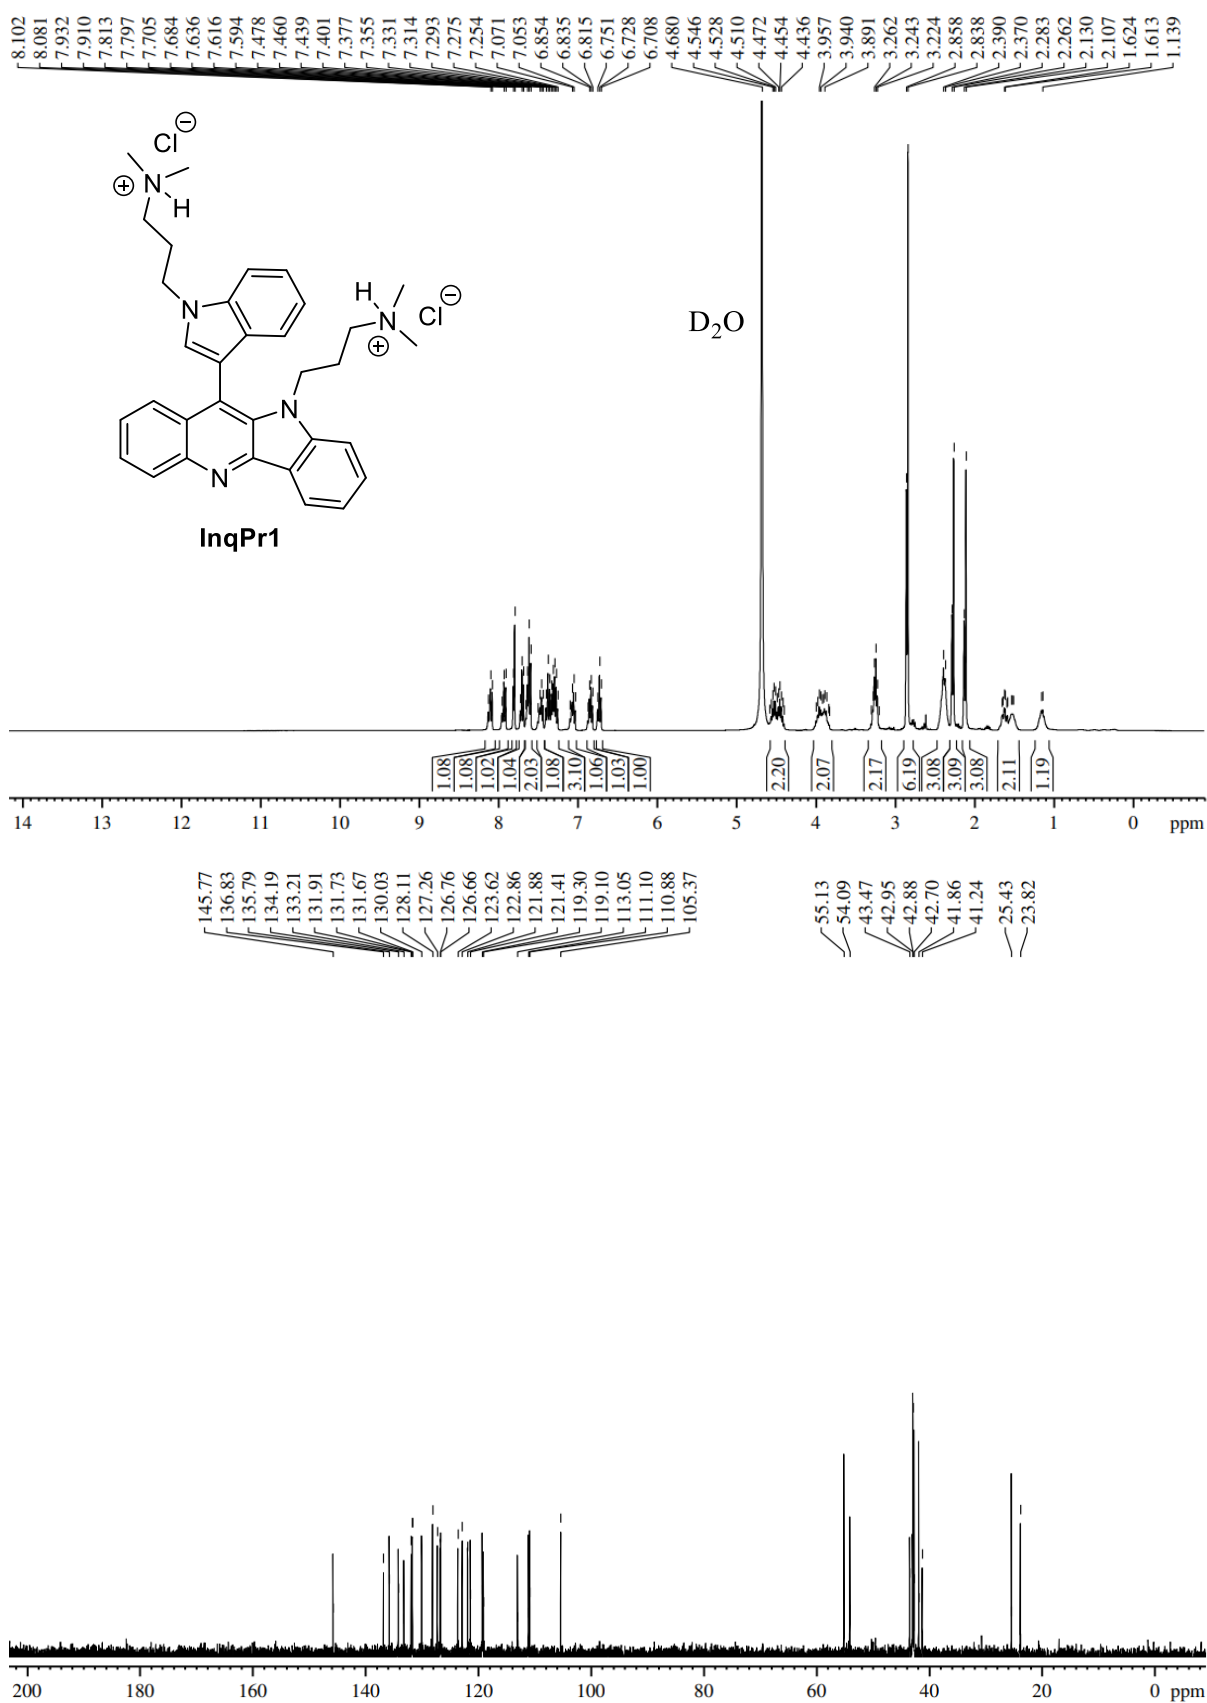 8.102 8.081 7.932 7.910 7.813 7.797 7.705 7.684 7.636 7.616 7.594 7.478 7.460 7.439 7.401 7.377 7.355 7.331 7.314 7.293 7.275 7.254 7.071 7.053 6.854 6.835 6.815 6.751 6.728 6.708 4.680 4.546 4.528 4.510 4.472 4.454 4.436 3.957 3.940 3.891 3.262 3.243 3.224 2.858 2.838 2.390 2.370 2.283 2.262 2.130 2.107 1.624 1.613 1.139
Cl⊖
N ⊕ H
N
H N ⊕ Cl⊖
D₂O
N
N
InqPr1
1.08 1.08 1.02 1.04 2.03 1.08 3.10 1.06 1.03 1.00 2.20 2.07 2.17 6.19 3.08 3.09 3.08 2.11 1.19
14 13 12 11 10 9 8 7 6 5 4 3 2 1 0 ppm
145.77 136.83 135.79 134.19 133.21 131.91 131.73 131.67 130.03 128.11 127.26 126.76 126.66 123.62 122.86 121.88 121.41 119.30 119.10 113.05 111.10 110.88 105.37 55.13 54.09 43.47 42.95 42.88 42.70 41.86 41.24 25.43 23.82
200 180 160 140 120 100 80 60 40 20 0 ppm